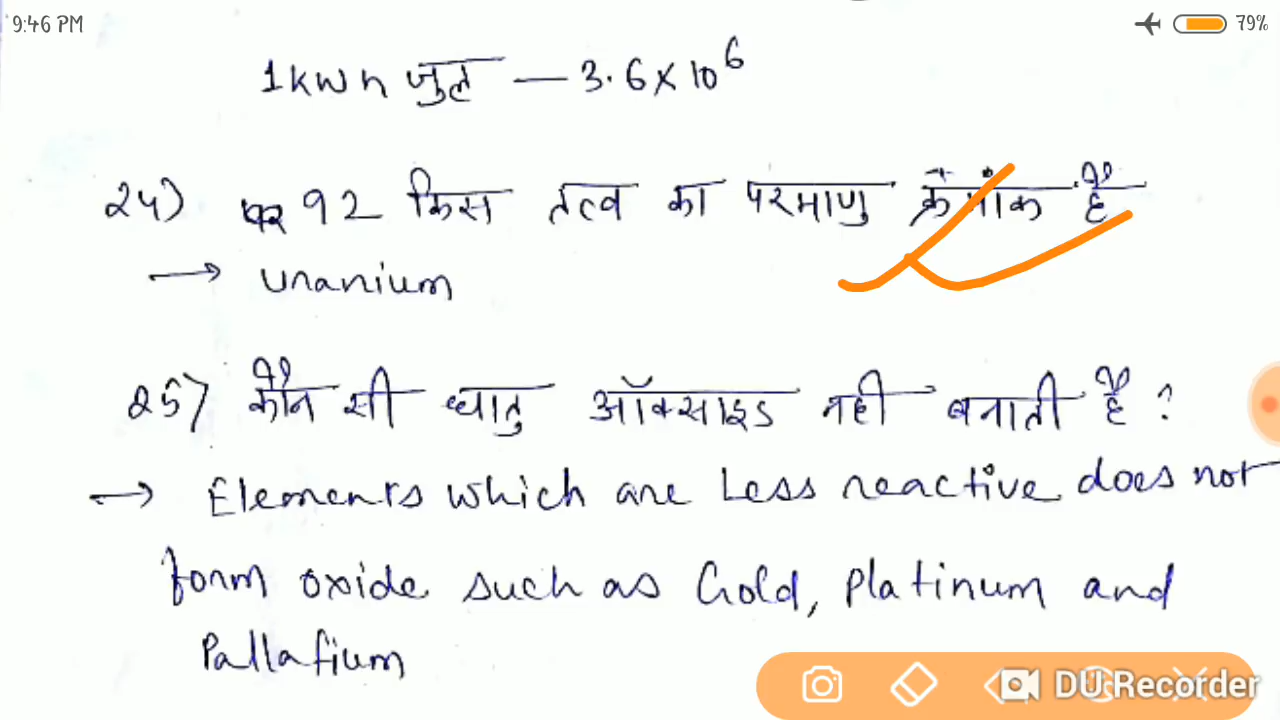 9:46 PM 79%
1kwh जुल — 3.6×10⁶
24) 92 किस तत्व का परमाणु क्रमांक है
→ uranium
25) कौन सी धातु ऑक्साइड नही बनाती है ?
→ Elements which are Less reactive does not
form oxide such as Gold, Platinum and
Pallafium
DU Recorder